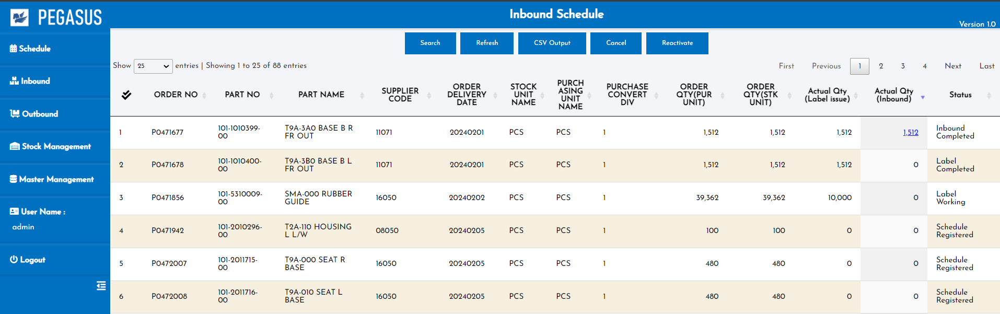 PEGASUS
Inbound Schedule
Version 1.0
Schedule
Inbound
Outbound
Stock Management
Master Management
User Name :
admin
Logout
Search Refresh CSV Output Cancel Reactivate
Show 25 entries | Showing 1 to 25 of 88 entries
First Previous 1 2 3 4 Next Last
ORDER NO
PART NO
PART NAME
SUPPLIER
CODE
ORDER
DELIVERY
DATE
STOCK
UNIT
NAME
PURCH
ASING
UNIT
NAME
PURCHASE
CONVERT
DIV
ORDER
QTY(PUR
UNIT)
ORDER
QTY(STK
UNIT)
Actual Qty
(Label issue)
Actual Qty
(Inbound)
Status
1 P0471677 101-1010399-00 T9A-3A0 BASE B R FR OUT 11071 20240201 PCS PCS 1 1,512 1,512 1,512 1,512 Inbound Completed
2 P0471678 101-1010400-00 T9A-3B0 BASE B L FR OUT 11071 20240201 PCS PCS 1 1,512 1,512 1,512 0 Label Completed
3 P0471856 101-5310009-00 SMA-000 RUBBER GUIDE 16050 20240202 PCS PCS 1 39,362 39,362 10,000 0 Label Working
4 P0471942 101-2010296-00 T2A-110 HOUSING L L/W 08050 20240205 PCS PCS 1 100 100 0 0 Schedule Registered
5 P0472007 101-2011715-00 T9A-000 SEAT R BASE 16050 20240205 PCS PCS 1 480 480 0 0 Schedule Registered
6 P0472008 101-2011716-00 T9A-010 SEAT L BASE 16050 20240205 PCS PCS 1 480 480 0 0 Schedule Registered